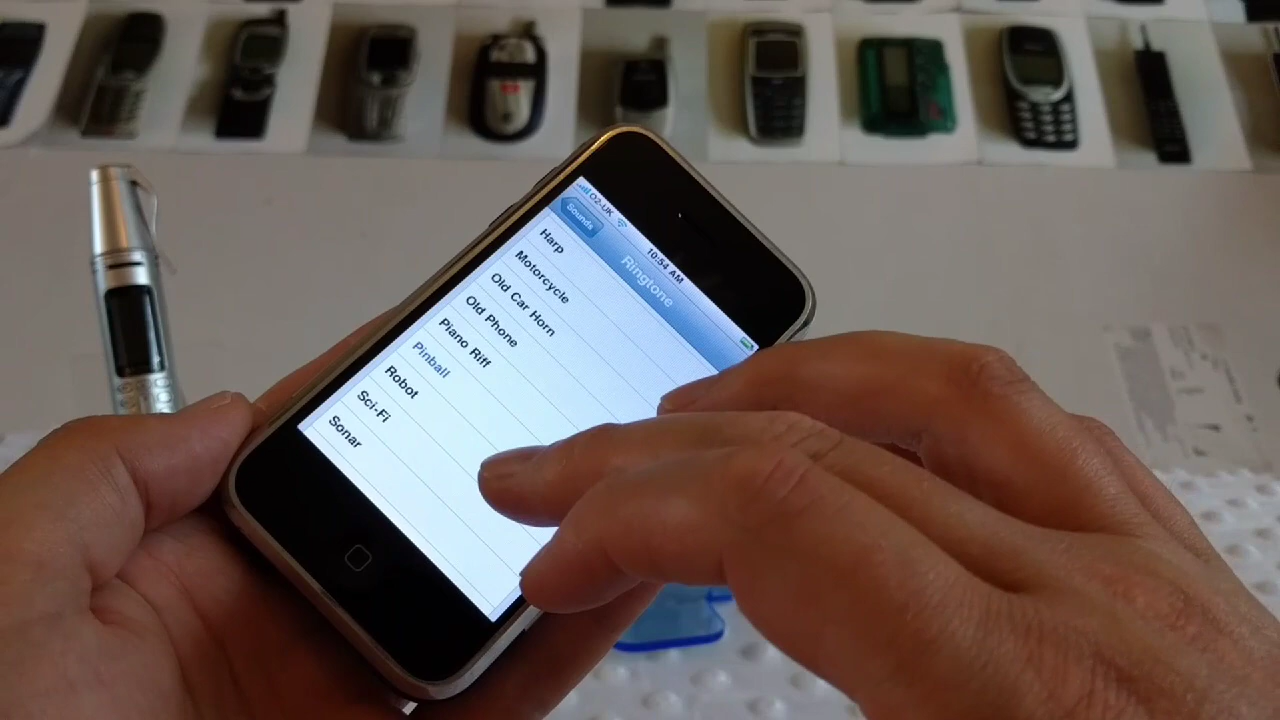 O2-UK
10:54 AM
Sounds
Ringtone
Harp
Motorcycle
Old Car Horn
Old Phone
Piano Riff
Pinball
Robot
Sci-Fi
Sonar